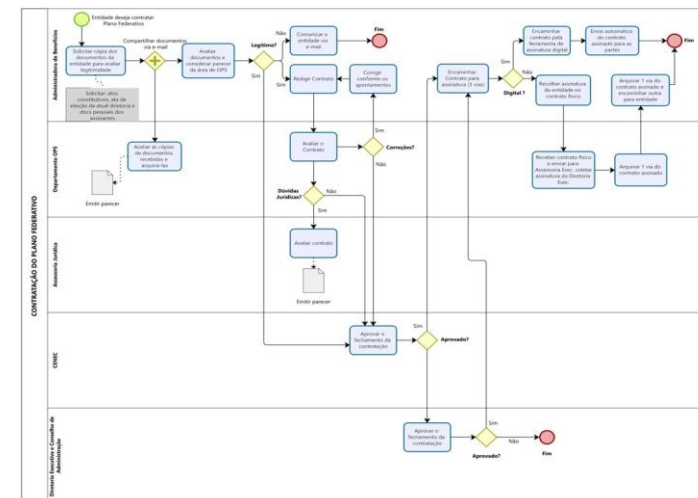 CONTRATAÇÃO DO PLANO FEDERATIVO
Administradora de Benefícios
Entidade deseja contratar
Plano Federativo
Solicitar cópia dos
documentos da
entidade para avaliar
legitimidade
Solicitar atos
constitutivos, ata de
eleição da atual diretoria e
docs pessoais dos
assinantes
Compartilhar documentos
via e-mail
Avaliar
documentos e
considerar parecer
da área de OPS
Legítimo?
Não
Sim
Sim
Comunicar a
entidade via
e-mail
Fim
Redigir Contrato
Corrigir
conforme os
apontamentos
Encaminhar
Contrato para
assinatura (3 vias)
Digital ?
Sim
Não
Encaminhar
contrato pela
ferramenta de
assinatura digital
Envio automático
do contrato
assinado para as
partes
Fim
Recolher assinatura
da entidade no
contrato físico
Arquivar 1 via do
contrato assinado e
encaminhar outra
para entidade
Departamento OPS
Avaliar as cópias
de documentos
recebidas e
arquivá-las
Emitir parecer
Avaliar o
Contrato
Sim
Correções?
Não
Dúvidas
Jurídicas?
Não
Sim
Receber contrato físico
e enviar para
Assessoria Exec. coletar
assinatura da Diretoria
Exec.
Arquivar 1 via do
contrato assinado
Assessoria Jurídica
Avaliar contrato
Emitir parecer
CENEC
Aprovar o
fechamento da
contratação
Sim
Aprovado?
Diretoria Executiva e Conselho de
Administração
Aprovar o
fechamento da
contratação
Sim
Não
Aprovado?
Fim